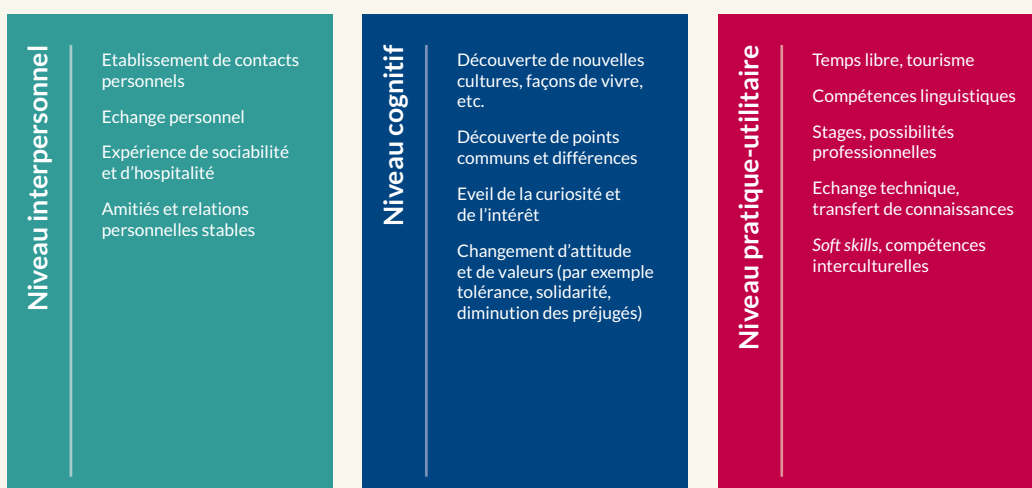 Niveau interpersonnel
Etablissement de contacts
personnels
Echange personnel
Expérience de sociabilité
et d'hospitalité
Amitiés et relations
personnelles stables
Niveau cognitif
Découverte de nouvelles
cultures, façons de vivre,
etc.
Découverte de points
communs et différences
Eveil de la curiosité et
de l'intérêt
Changement d'attitude
et de valeurs (par exemple
tolérance, solidarité,
diminution des préjugés)
Niveau pratique-utilitaire
Temps libre, tourisme
Compétences linguistiques
Stages, possibilités
professionnelles
Echange technique,
transfert de connaissances
Soft skills, compétences
interculturelles